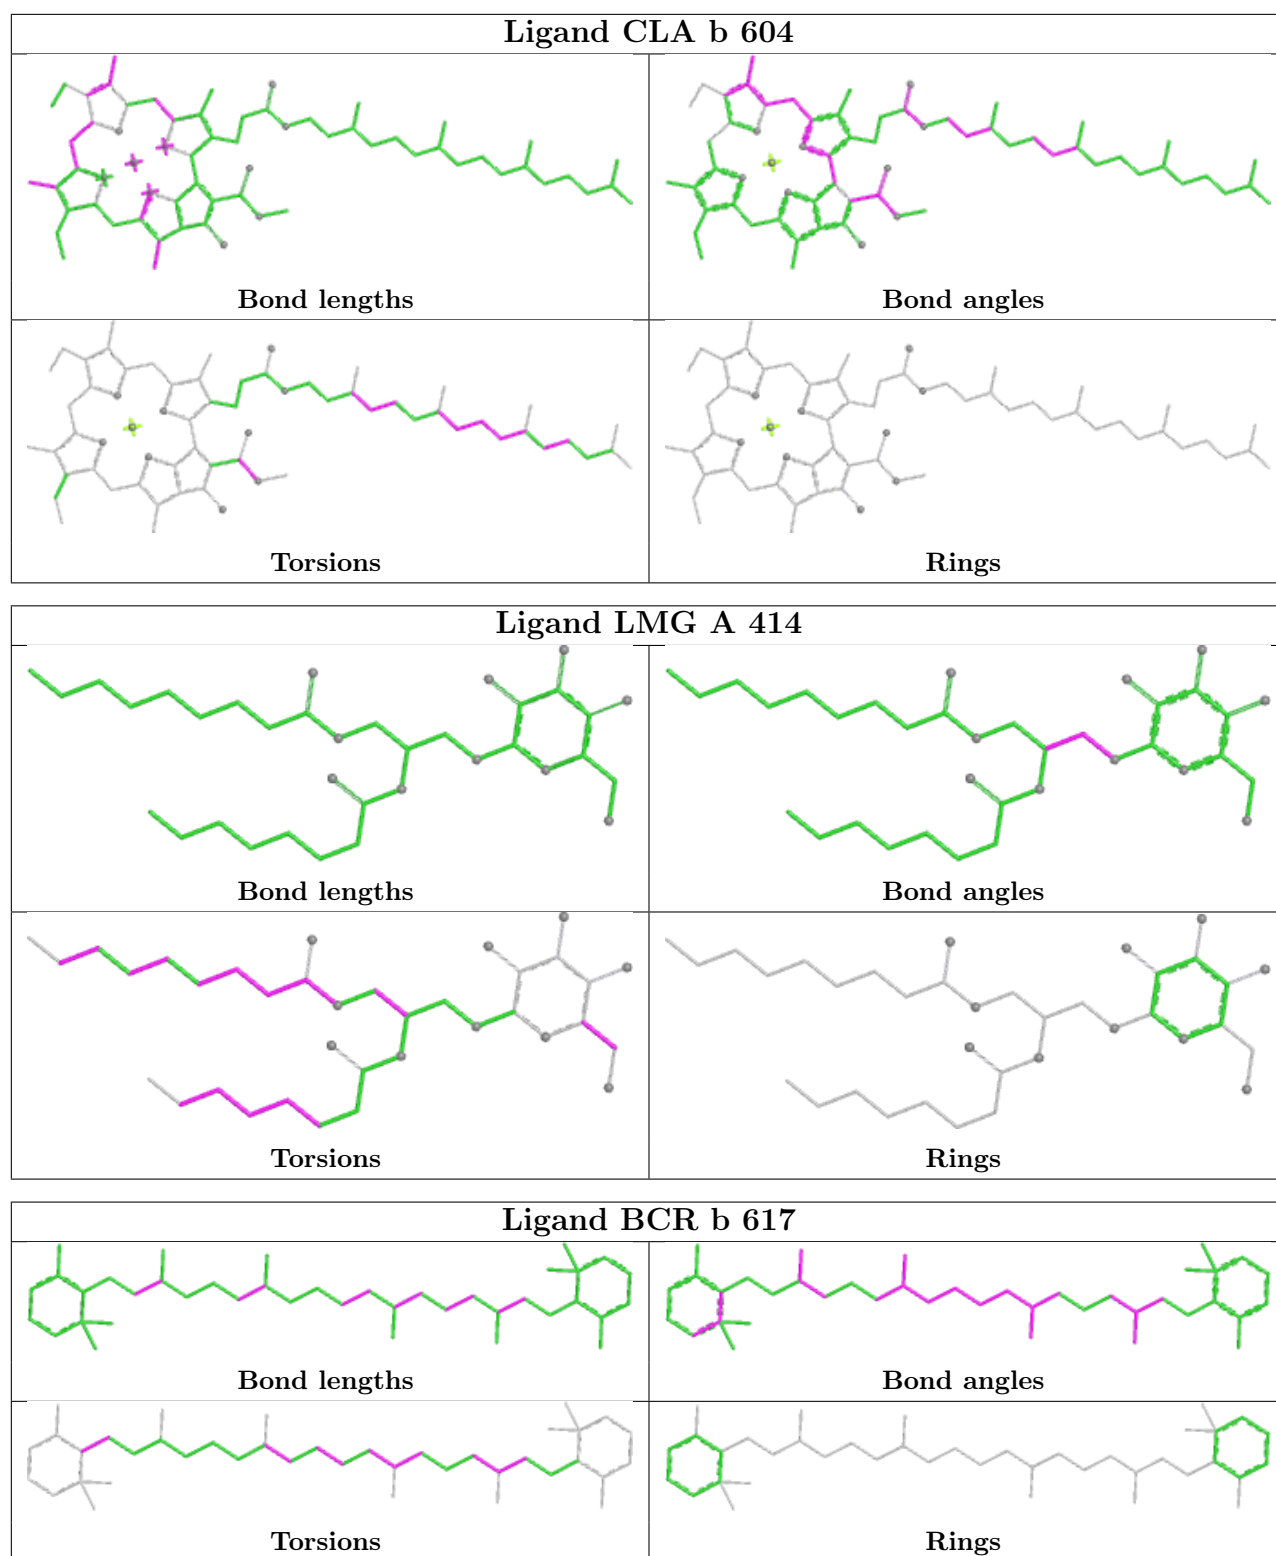 Ligand CLA b 604
Bond lengths
Bond angles
Torsions
Rings
Ligand LMG A 414
Bond lengths
Bond angles
Torsions
Rings
Ligand BCR b 617
Bond lengths
Bond angles
Torsions
Rings